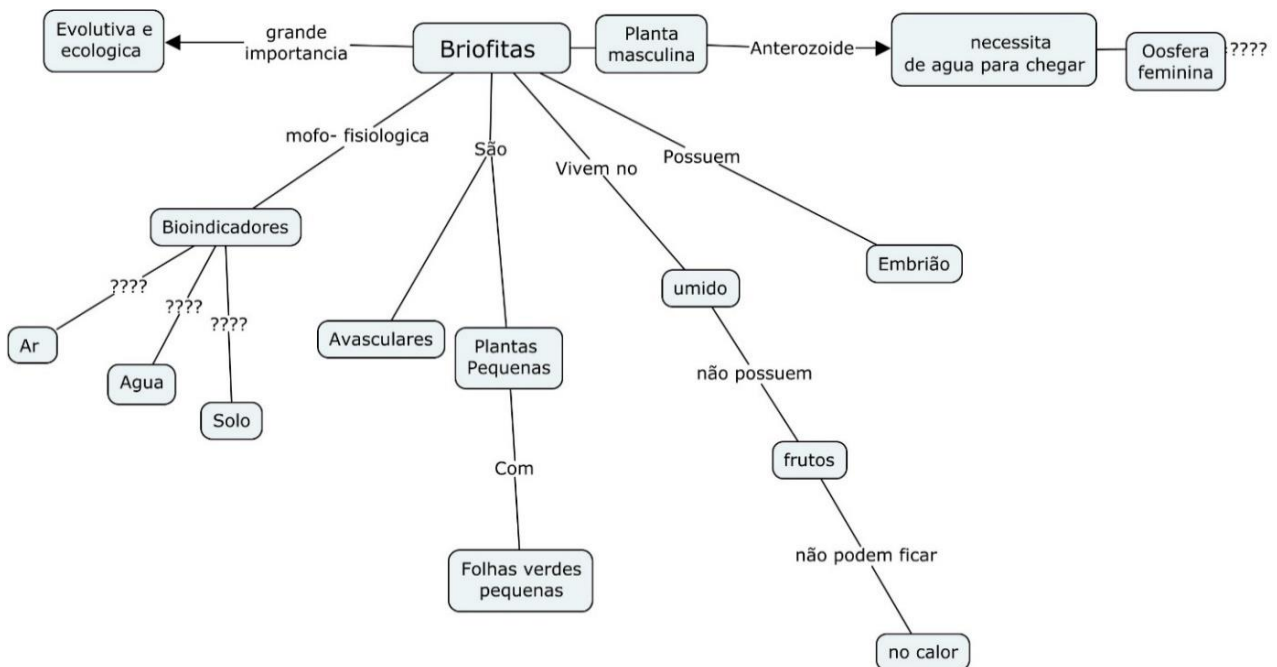 Evolutiva e
ecologica
grande
importancia
Briofitas
Planta
masculina
Anterozoide
necessita
de agua para chegar
Oosfera
feminina
????
mofo- fisiologica
São
Vivem no
Possuem
Bioindicadores
Embrião
umido
????
????
????
Ar
Agua
Solo
Avasculares
Plantas
Pequenas
não possuem
Com
frutos
não podem ficar
Folhas verdes
pequenas
no calor